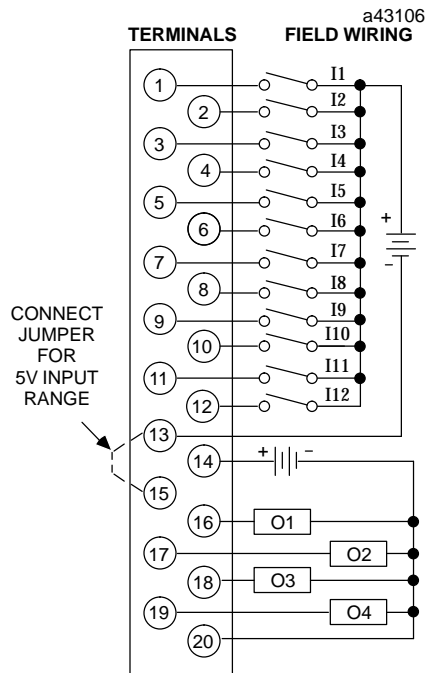 a43106
TERMINALS FIELD WIRING
1 I1
2 I2
3 I3
4 I4
5 I5
6 I6
+
7 I7
−
8 I8
9 I9
10 I10
11 I11
12 I12
CONNECT
JUMPER
FOR
5V INPUT
RANGE
13
14 + −
15
16 O1
17 O2
18 O3
19 O4
20